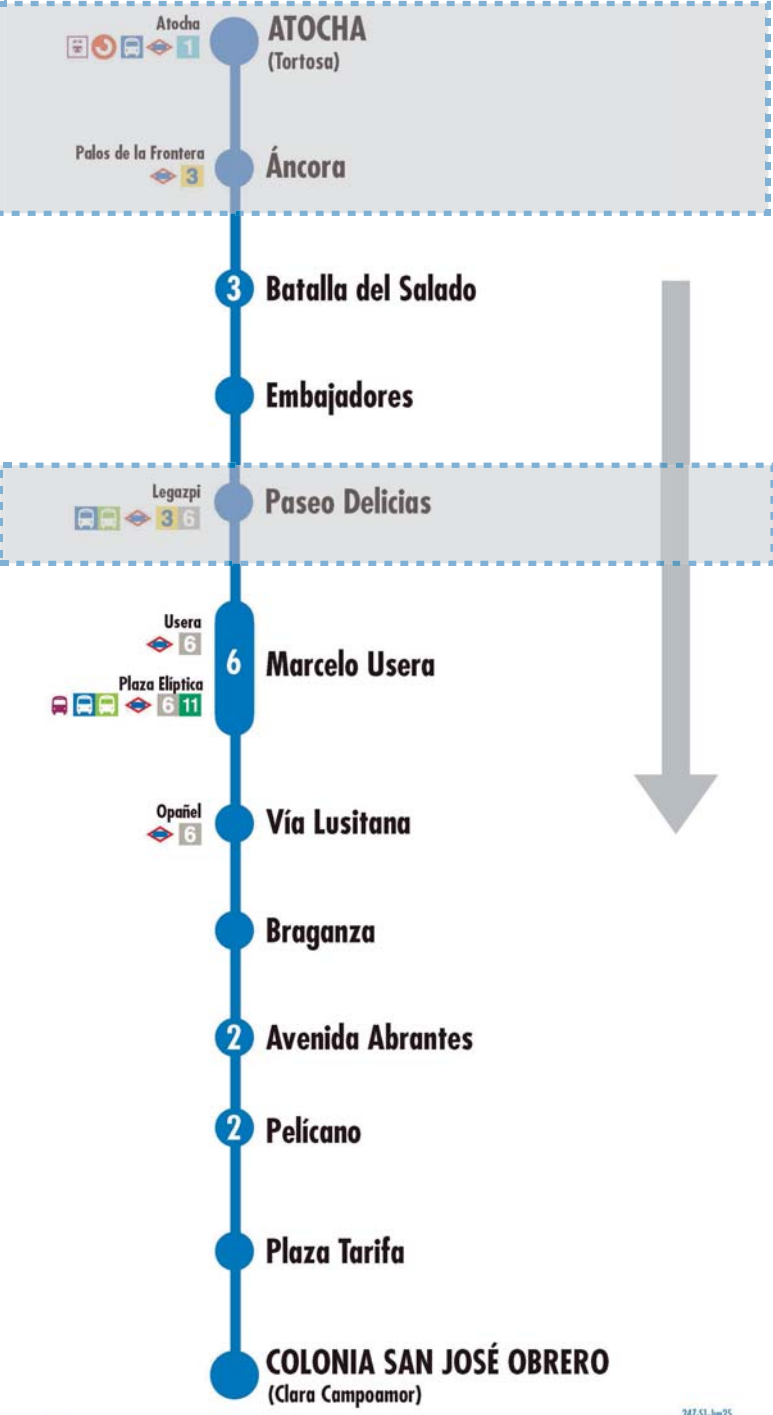 Atocha
1
ATOCHA
(Tortosa)
Palos de la Frontera
3
Áncora
3 Batalla del Salado
Embajadores
Legazpi
3 6
Paseo Delicias
Usera
6
Plaza Elíptica
6 11
6 Marcelo Usera
Opañel
6
Vía Lusitana
Braganza
2 Avenida Abrantes
2 Pelícano
Plaza Tarifa
COLONIA SAN JOSÉ OBRERO
(Clara Campoamor)